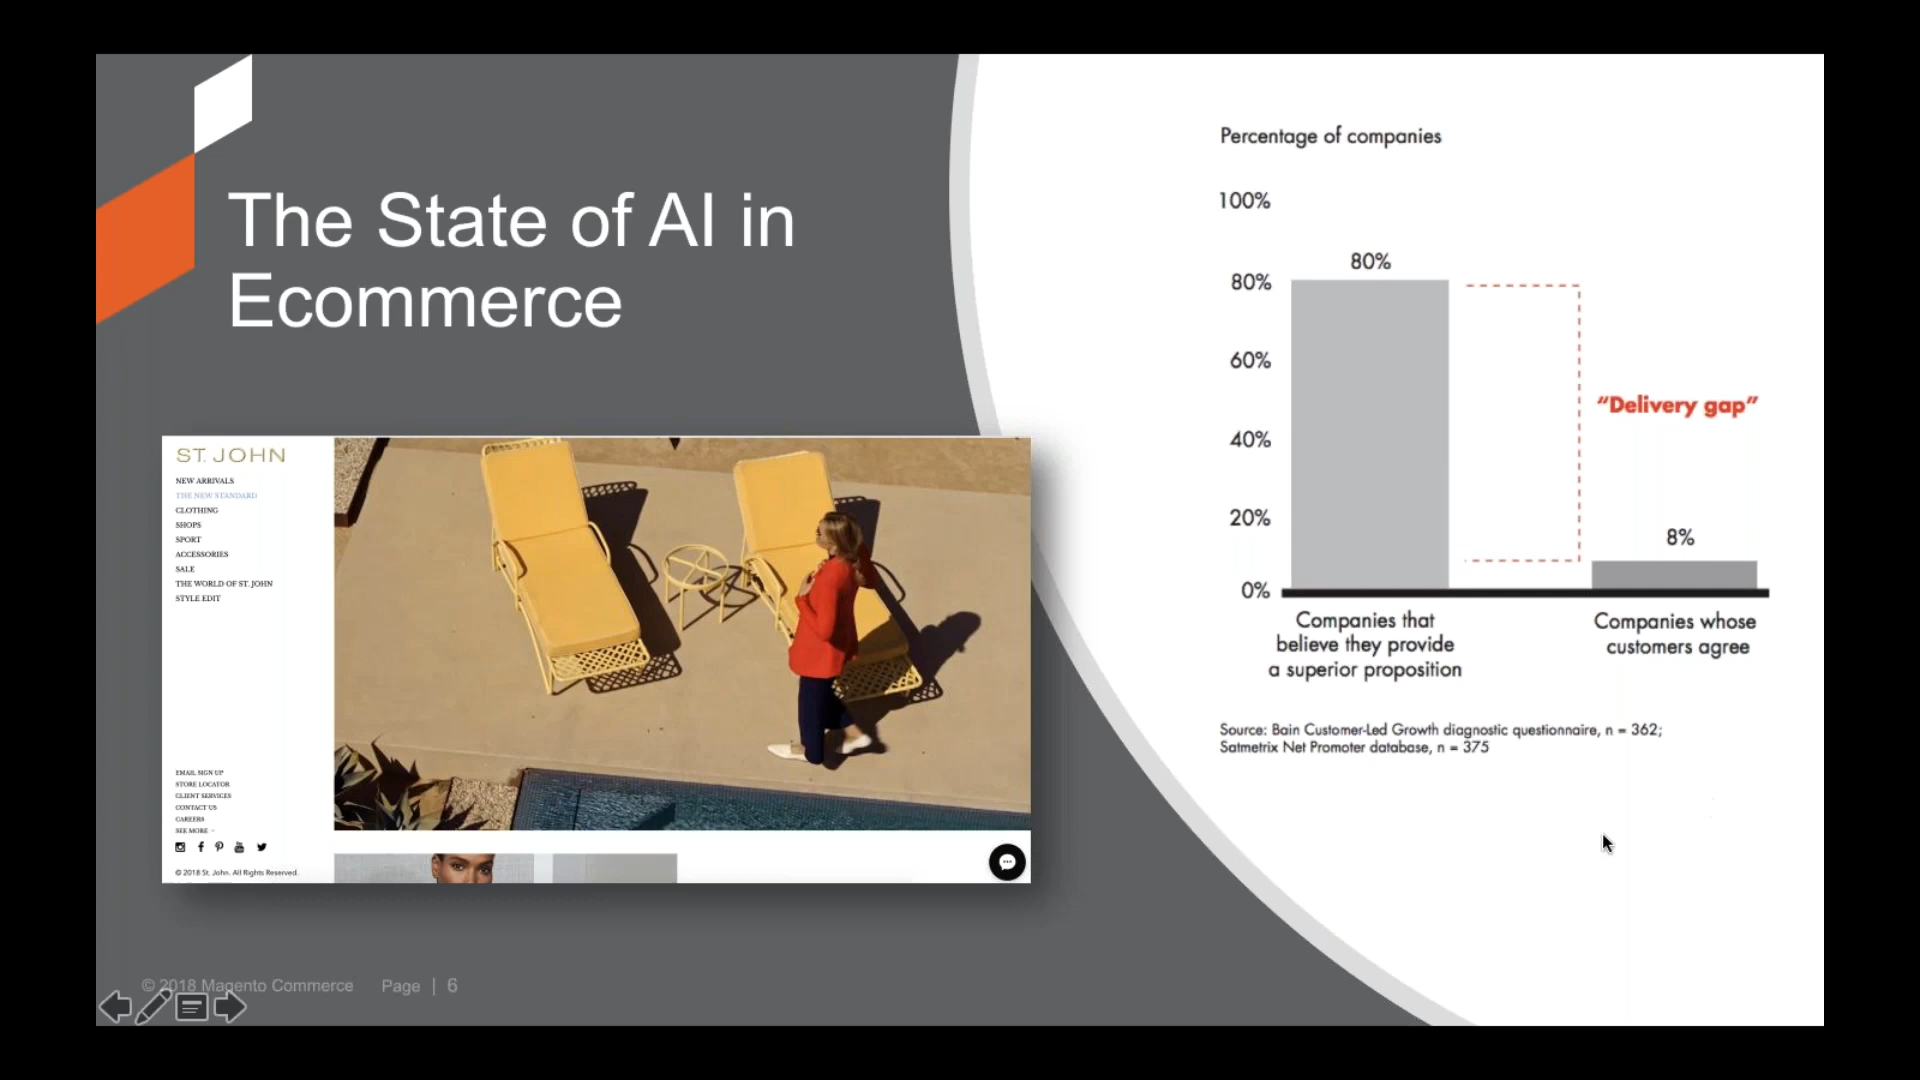 The State of AI in
Ecommerce
ST. JOHN
NEW ARRIVALS
THE NEW STANDARD
CLOTHING
SHOPS
SPORT
ACCESSORIES
SALE
THE WORLD OF ST. JOHN
STYLE EDIT
EMAIL SIGN UP
STORE LOCATOR
CLIENT SERVICES
CONTACT US
CAREERS
SEE MORE -
© 2018 St. John. All Rights Reserved.
Percentage of companies
100%
80%
60%
40%
20%
0%
80%
8%
“Delivery gap”
Companies that
believe they provide
a superior proposition
Companies whose
customers agree
Source: Bain Customer-Led Growth diagnostic questionnaire, n = 362;
Satmetrix Net Promoter database, n = 375
© 2018 Magento Commerce Page | 6